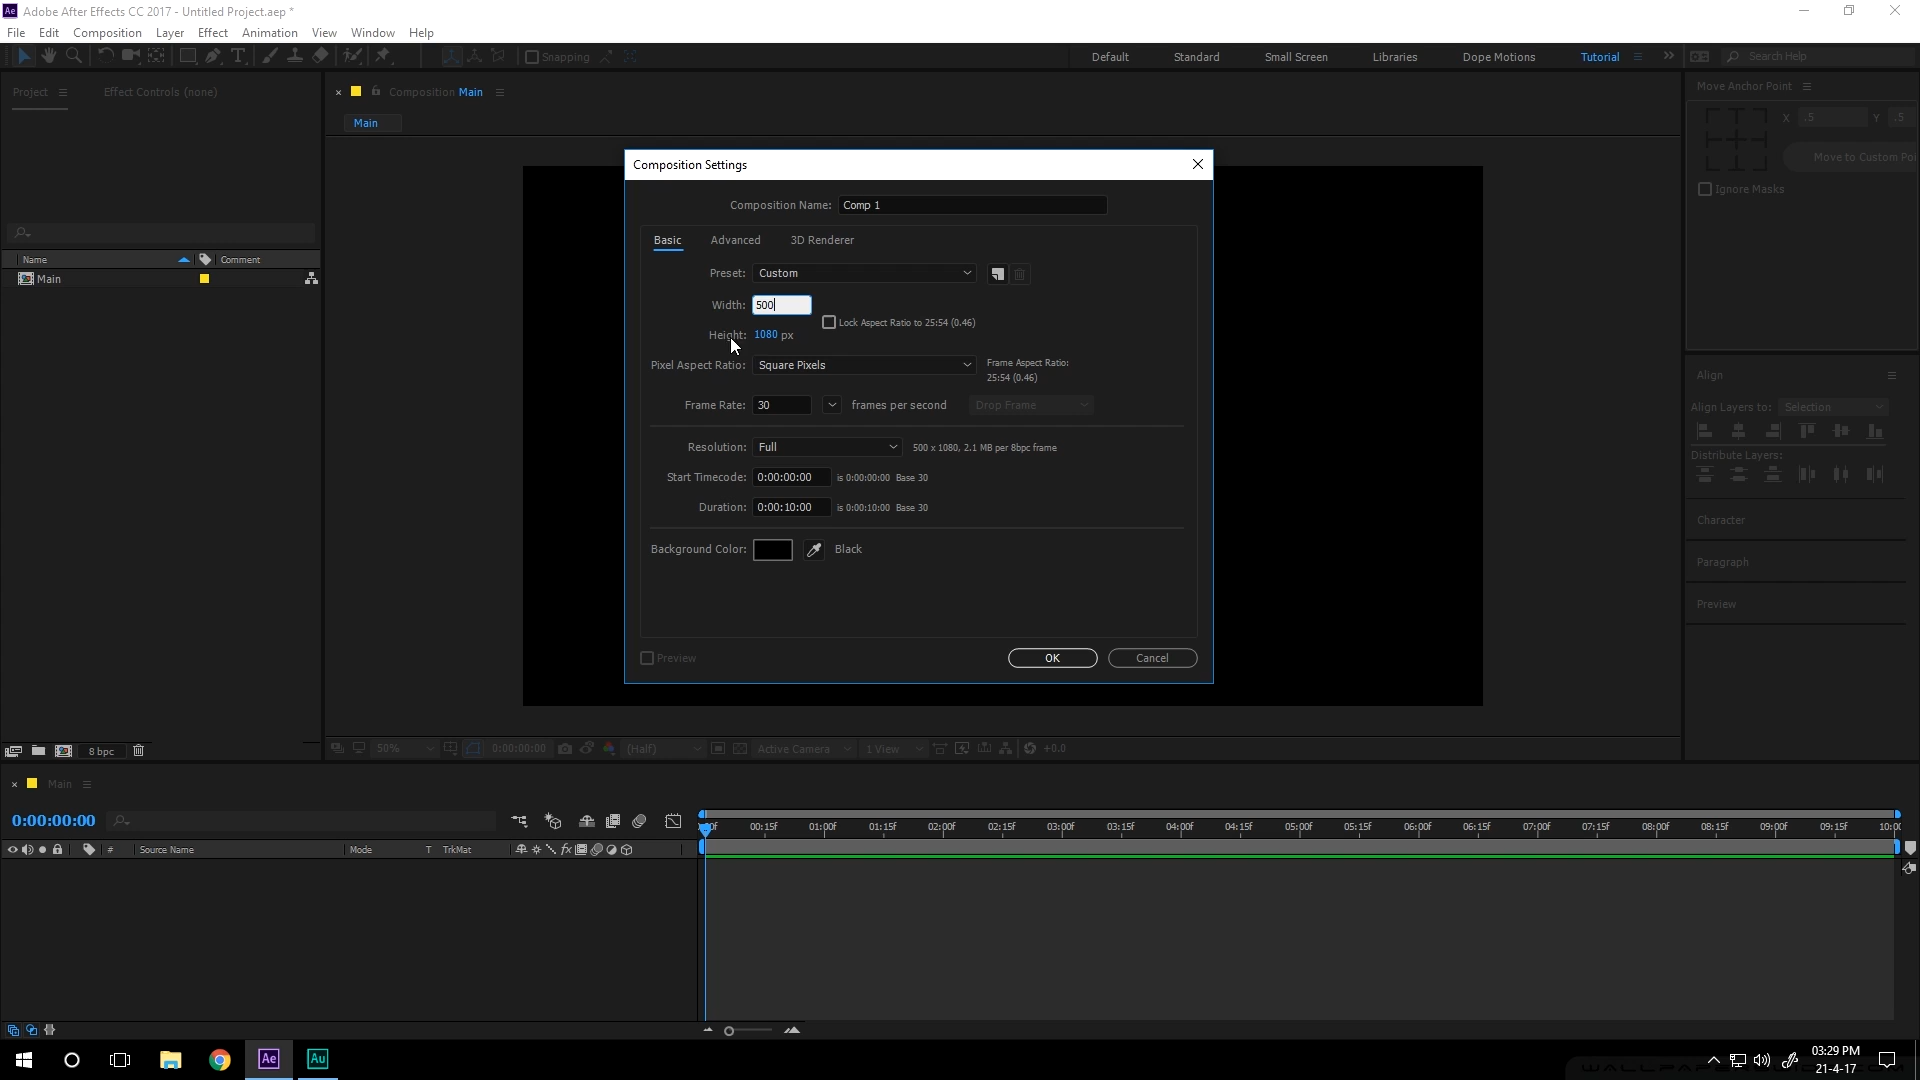 Ae Adobe After Effects CC 2017 - Untitled Project.aep *
File Edit Composition Layer Effect Animation View Window Help
Snapping Default Standard Small Screen Libraries Dope Motions Tutorial Search Help
Project Effect Controls (none) Composition Main
Main
Move Anchor Point
X .5 Y .5
Move to Custom Poi
Ignore Masks
Composition Settings
Composition Name: Comp 1
Basic Advanced 3D Renderer
Preset: Custom
Width: 500
Lock Aspect Ratio to 25:54 (0.46)
Height: 1080 px
Pixel Aspect Ratio: Square Pixels
Frame Aspect Ratio:
25:54 (0.46)
Frame Rate: 30 frames per second Drop Frame
Resolution: Full 500 x 1080, 2.1 MB per 8bpc frame
Start Timecode: 0:00:00:00 is 0:00:00:00 Base 30
Duration: 0:00:10:00 is 0:00:10:00 Base 30
Background Color: Black
Preview OK Cancel
Name Comment
Main
Align
Align Layers to: Selection
Distribute Layers:
Character
Paragraph
Preview
8 bpc
50% 0:00:00:00 (Half) Active Camera 1 View +0.0
Main
0:00:00:00
00:15f 01:00f 01:15f 02:00f 02:15f 03:00f 03:15f 04:00f 04:15f 05:00f 05:15f 06:00f 06:15f 07:00f 07:15f 08:00f 08:15f 09:00f 09:15f 10:00
# Source Name Mode T TrkMat fx
Ae Au
03:29 PM
21-4-17